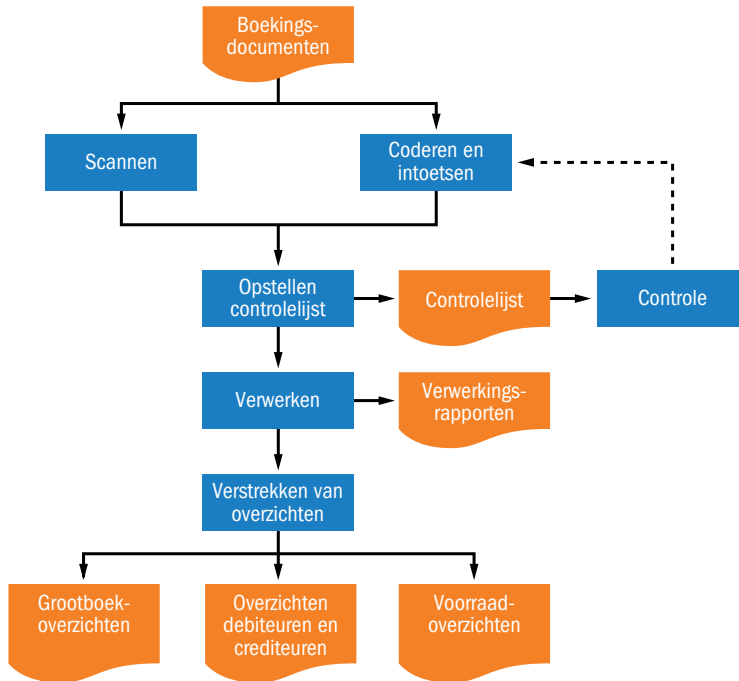 Boekings-
documenten
Scannen
Coderen en
intoetsen
Opstellen
controlelijst
Controlelijst
Controle
Verwerken
Verwerkings-
rapporten
Verstrekken van
overzichten
Grootboek-
overzichten
Overzichten
debiteuren en
crediteuren
Voorraad-
overzichten